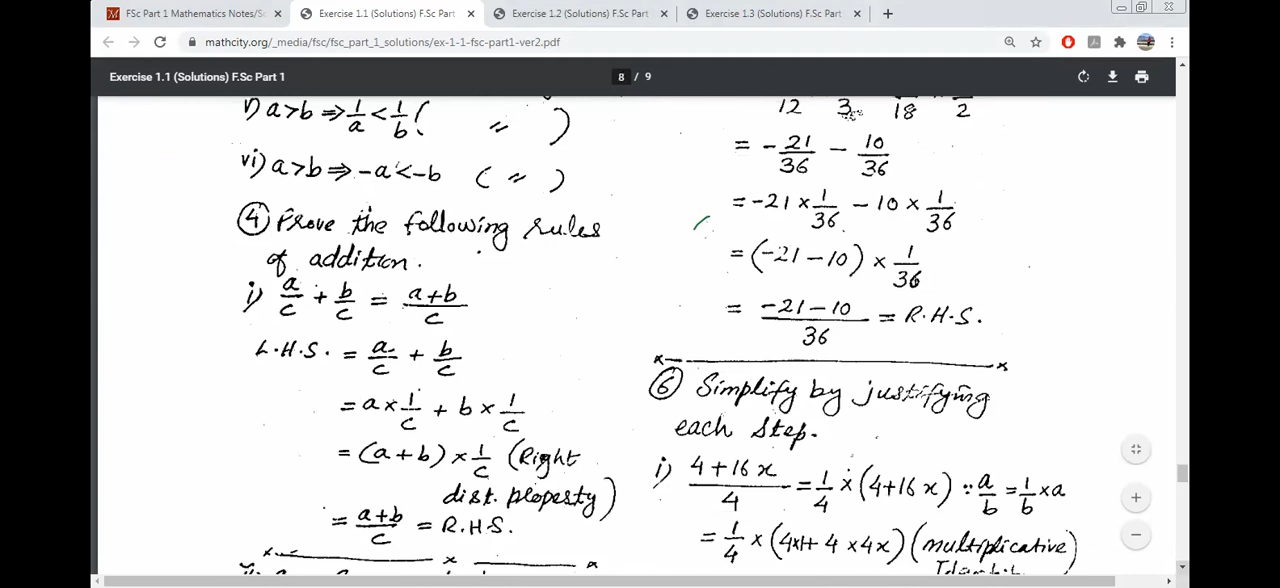 FSc Part 1 Mathematics Notes/So
Exercise 1.1 (Solutions) F.Sc Part
Exercise 1.2 (Solutions) F.Sc Part
Exercise 1.3 (Solutions) F.Sc Part
mathcity.org/_media/fsc/fsc_part_1_solutions/ex-1-1-fsc-part1-ver2.pdf
Exercise 1.1 (Solutions) F.Sc Part 1
8 / 9
v) a>b ⇒ 1/a < 1/b ( 〃 )
vi) a>b ⇒ -a<-b ( 〃 )
④ Prove the following rules
of addition.
i) a/c + b/c = (a+b)/c
L.H.S. = a/c + b/c
= a × 1/c + b × 1/c
= (a+b) × 1/c (Right
dist. property)
= (a+b)/c = R.H.S.
12 3 18 2
= -21/36 - 10/36
= -21 × 1/36 - 10 × 1/36
= (-21-10) × 1/36
= (-21-10)/36 = R.H.S.
⑥ Simplify by justifying
each step.
i) (4+16x)/4 = 1/4 × (4+16x) ∵ a/b = 1/b × a
= 1/4 × (4×1+4×4x) (multiplicative